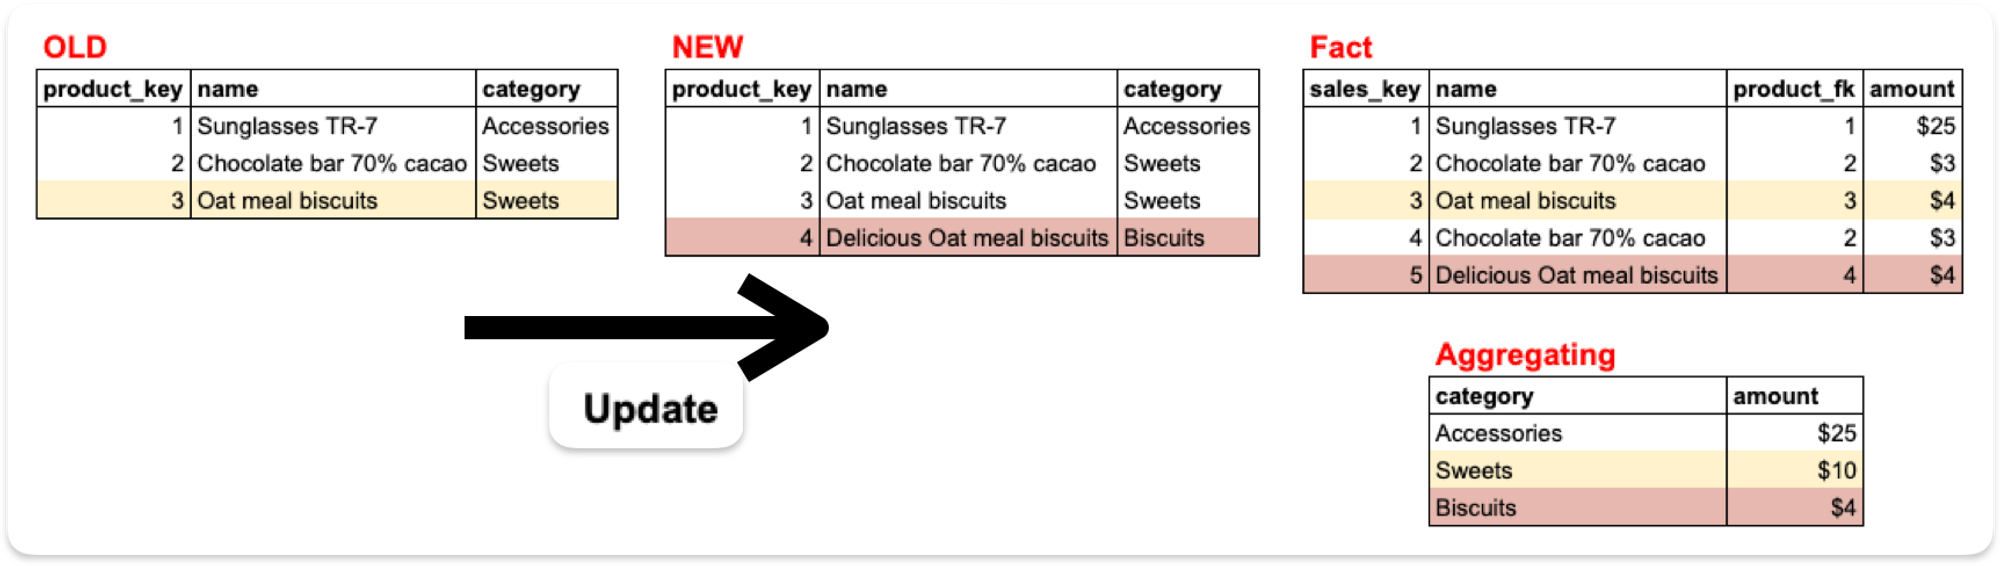 OLD
product_key name category
1 Sunglasses TR-7 Accessories
2 Chocolate bar 70% cacao Sweets
3 Oat meal biscuits Sweets
NEW
product_key name category
1 Sunglasses TR-7 Accessories
2 Chocolate bar 70% cacao Sweets
3 Oat meal biscuits Sweets
4 Delicious Oat meal biscuits Biscuits
Update
Fact
sales_key name product_fk amount
1 Sunglasses TR-7 1 $25
2 Chocolate bar 70% cacao 2 $3
3 Oat meal biscuits 3 $4
4 Chocolate bar 70% cacao 2 $3
5 Delicious Oat meal biscuits 4 $4
Aggregating
category amount
Accessories $25
Sweets $10
Biscuits $4